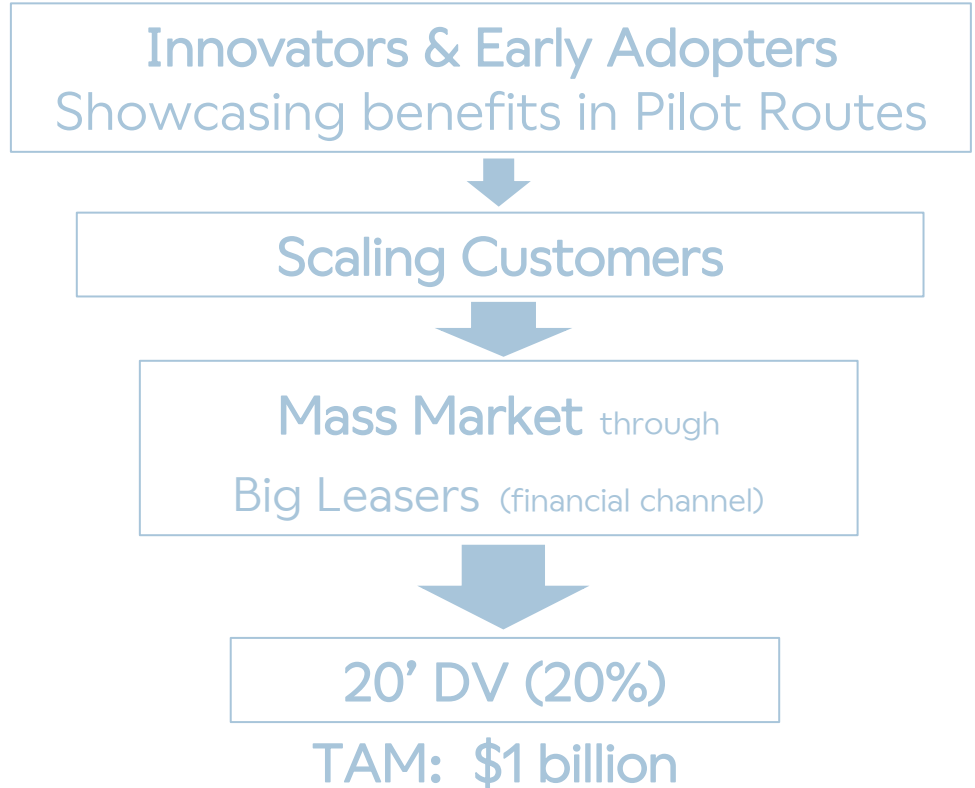 Innovators & Early Adopters
Showcasing benefits in Pilot Routes
Scaling Customers
Mass Market through
Big Leasers (financial channel)
20’ DV (20%)
TAM: $1 billion